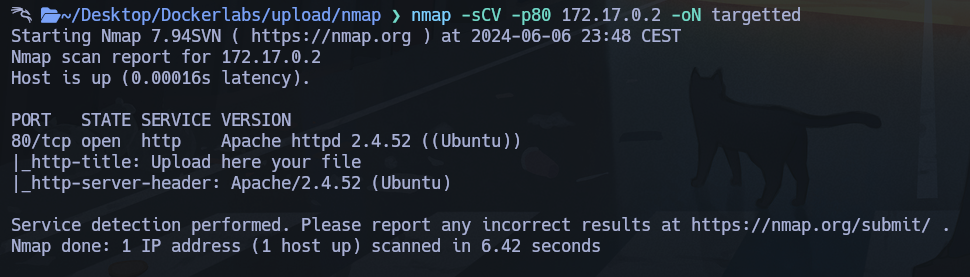 ~/Desktop/Dockerlabs/upload/nmap ❯ nmap -sCV -p80 172.17.0.2 -oN targetted
Starting Nmap 7.94SVN ( https://nmap.org ) at 2024-06-06 23:48 CEST
Nmap scan report for 172.17.0.2
Host is up (0.00016s latency).
PORT   STATE SERVICE VERSION
80/tcp open  http    Apache httpd 2.4.52 ((Ubuntu))
|_http-title: Upload here your file
|_http-server-header: Apache/2.4.52 (Ubuntu)
Service detection performed. Please report any incorrect results at https://nmap.org/submit/ .
Nmap done: 1 IP address (1 host up) scanned in 6.42 seconds